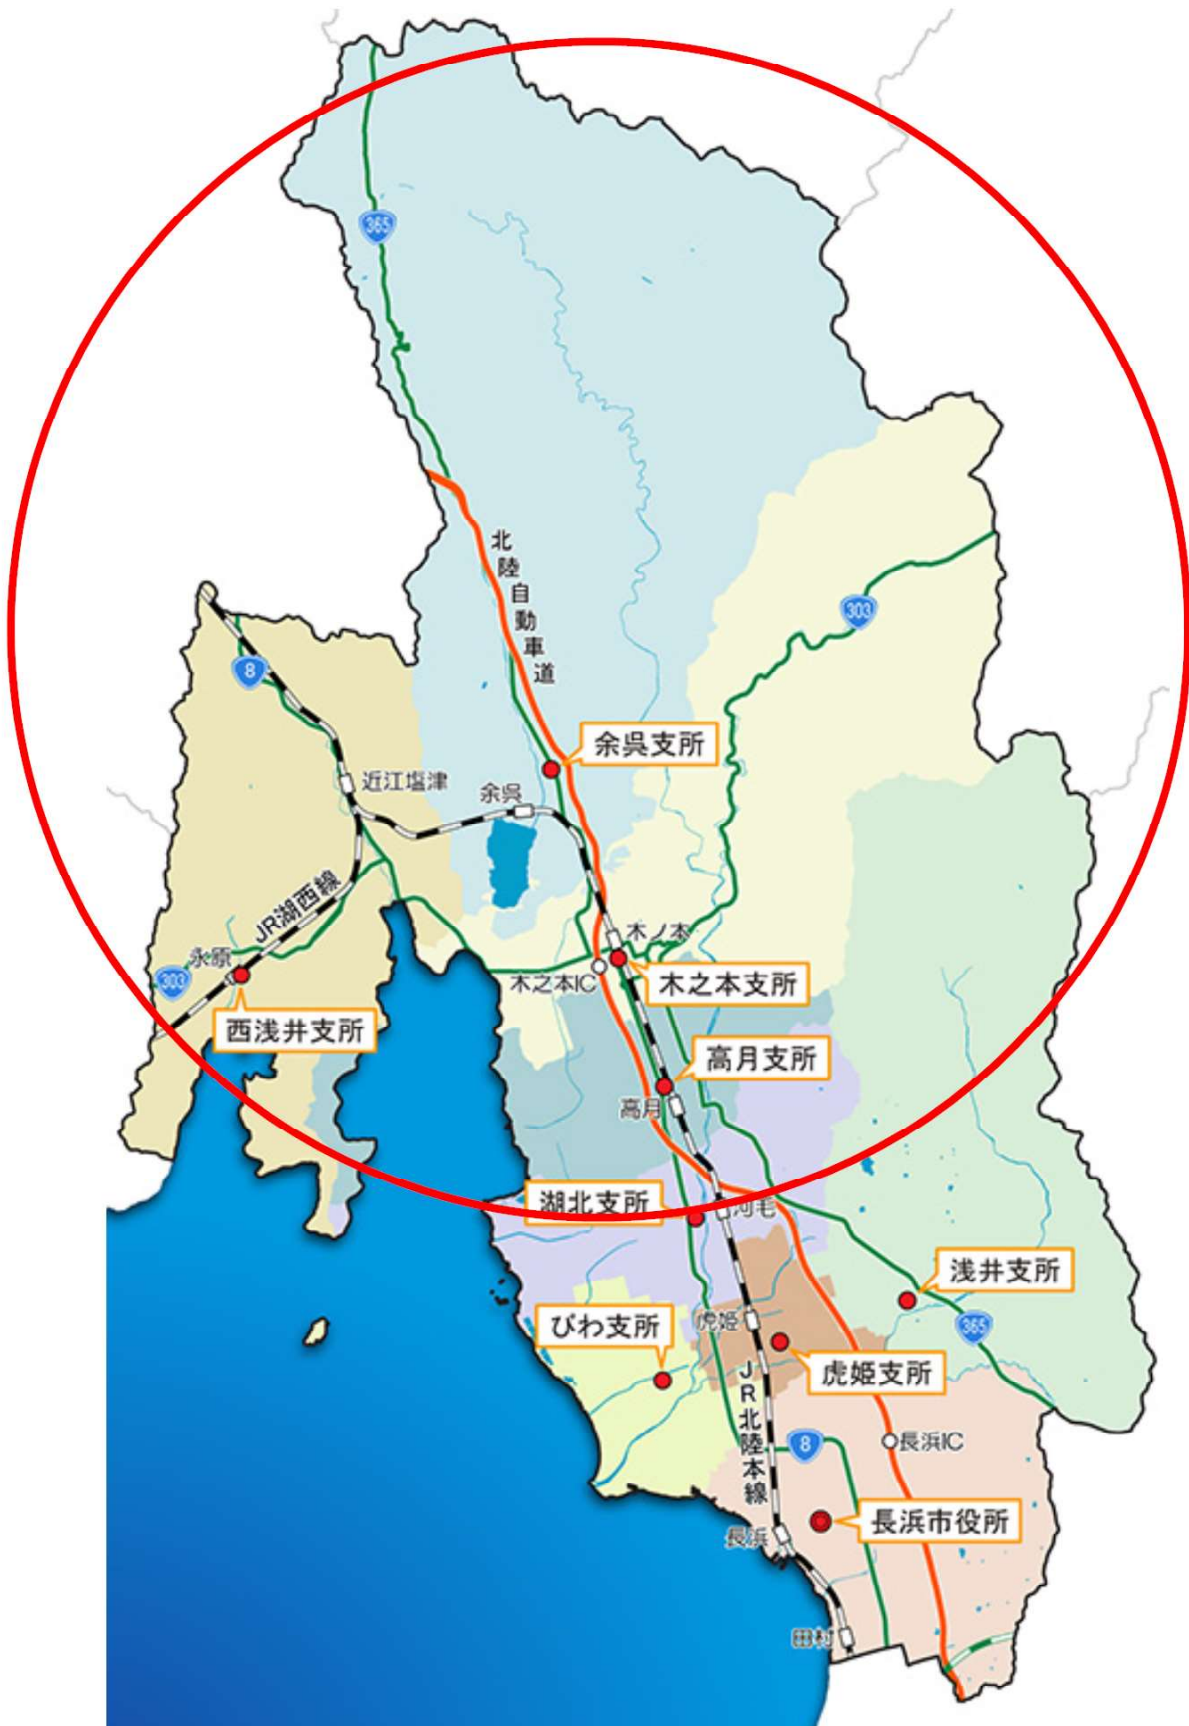 365
北陸自動車道
303
8
余呉支所
近江塩津
余呉
JR湖西線
木ノ本
永原
303
木之本IC
木之本支所
西浅井支所
高月支所
高月
湖北支所
河毛
浅井支所
びわ支所
虎姫
365
虎姫支所
JR北陸本線
8
長浜IC
長浜市役所
長浜
田村